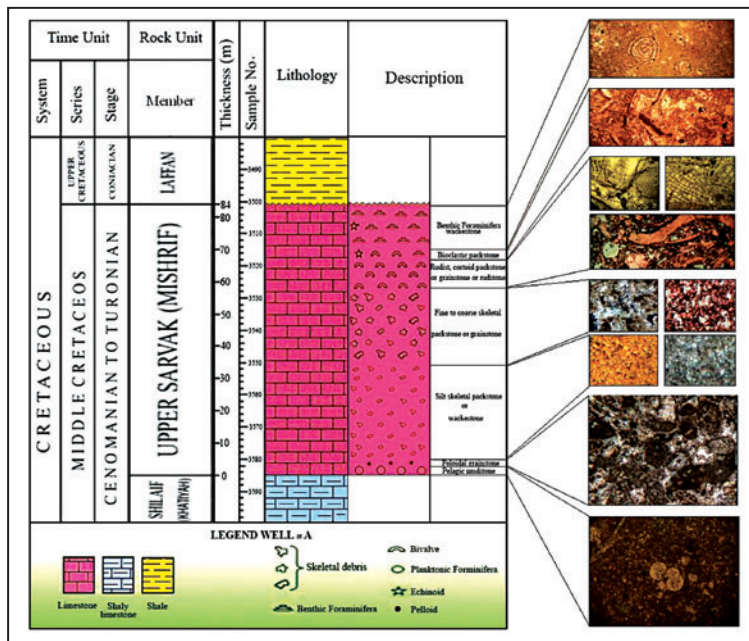 Time Unit
Rock Unit
System
Series
Stage
Member
Thickness (m)
Sample No.
Lithology
Description
CRETACEOUS
UPPER CRETACEOUS
CONIACIAN
LAFFAN
MIDDLE CRETACEOS
CENOMANIAN TO TURONIAN
UPPER SARVAK (MISHRIF)
SHILAIF
(KHATIYAH)
84
80
70
60
50
40
30
20
10
0
3490
3500
3510
3520
3530
3540
3550
3560
3570
3580
3590
Benthic Foraminifera
wackestone
Bioclastic packstone
Rudist, cortoid packstone
or grainstone or rudstone
Fine to coarse skeletal
packstone or grainstone
Silt skeletal packstone
or
wackestone
Peloidal grainstone
Pelagic mudstone
LEGEND WELL = A
Limestone
Shaly
limestone
Shale
Skeletal debris
Benthic Foraminifera
Bivalve
Planktonic Forminifera
Echinoid
Pelloid